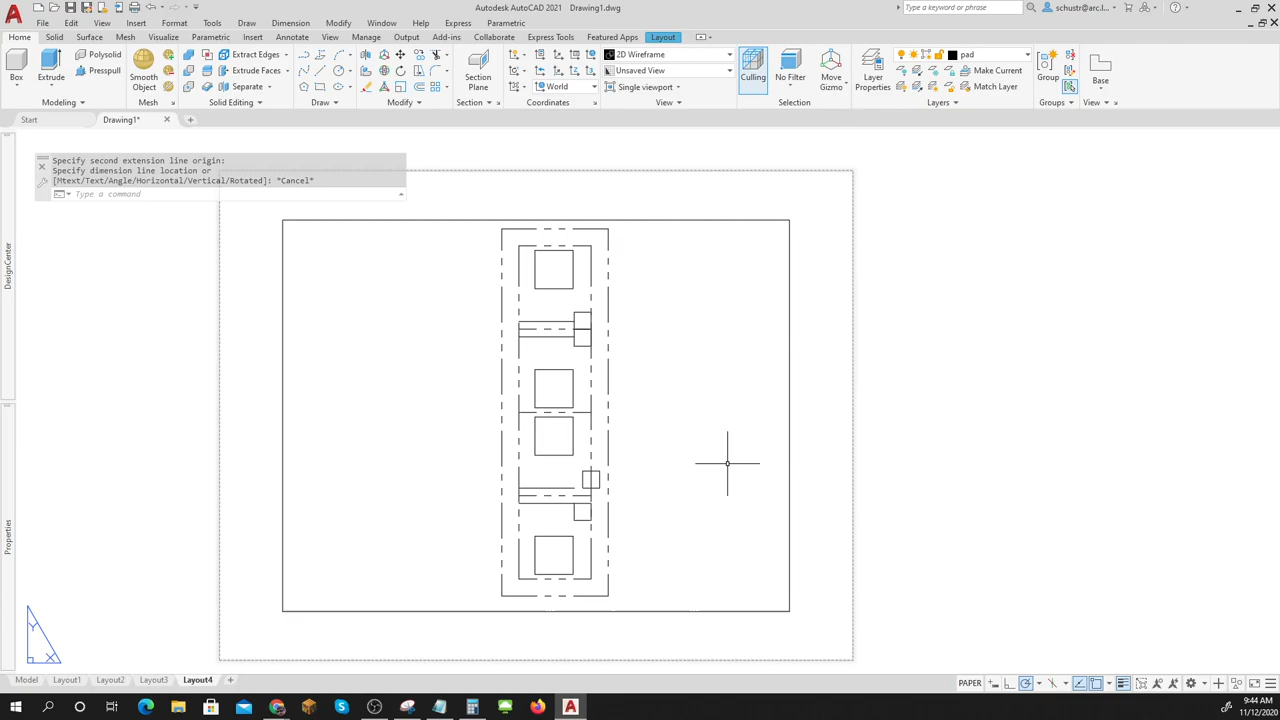 Autodesk AutoCAD 2021 Drawing1.dwg
Type a keyword or phrase
schustr@arc.l...
File Edit View Insert Format Tools Draw Dimension Modify Window Help Express Parametric
Home Solid Surface Mesh Visualize Parametric Insert Annotate View Manage Output Add-ins Collaborate Express Tools Featured Apps Layout
Box
Extrude
Polysolid
Presspull
Smooth
Object
Extract Edges
Extrude Faces
Separate
Section
Plane
World
2D Wireframe
Unsaved View
Single viewport
Culling
No Filter
Move
Gizmo
Layer
Properties
pad
Make Current
Match Layer
Group
Base
Modeling Mesh Solid Editing Draw Modify Section Coordinates View Selection Layers Groups View
Start Drawing1*
Specify second extension line origin:
Specify dimension line location or
[Mtext/Text/Angle/Horizontal/Vertical/Rotated]: *Cancel*
Type a command
DesignCenter
Properties
Y
X
Model Layout1 Layout2 Layout3 Layout4
PAPER
9:44 AM
11/12/2020